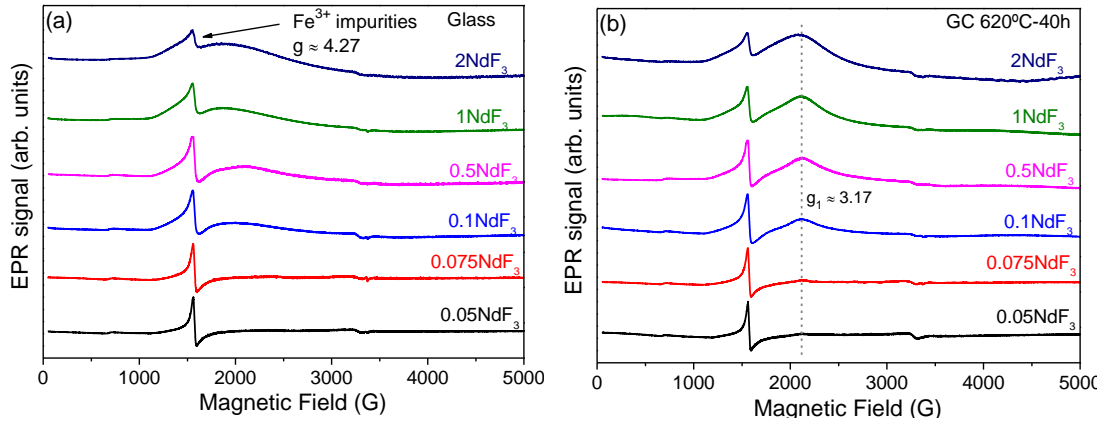 (a)
Fe³⁺ impurities
g ≈ 4.27
Glass
2NdF₃
1NdF₃
0.5NdF₃
0.1NdF₃
0.075NdF₃
0.05NdF₃
EPR signal (arb. units)
0 1000 2000 3000 4000 5000
Magnetic Field (G)
(b)
GC 620ºC-40h
2NdF₃
1NdF₃
0.5NdF₃
g₁ ≈ 3.17
0.1NdF₃
0.075NdF₃
0.05NdF₃
EPR signal (arb. units)
0 1000 2000 3000 4000 5000
Magnetic Field (G)